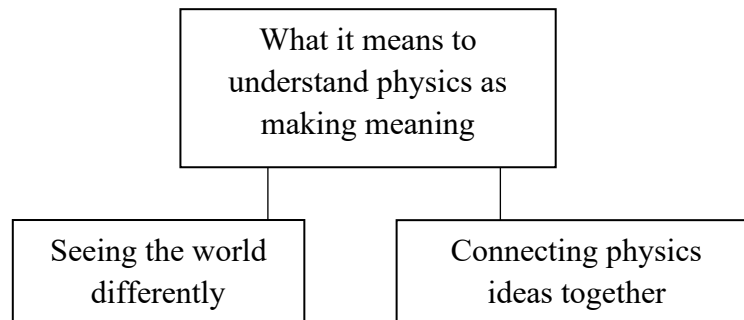 What it means to
understand physics as
making meaning
Seeing the world
differently
Connecting physics
ideas together